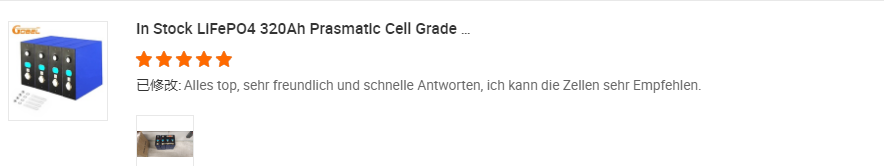 GOBEL
In Stock LiFePO4 320Ah Prasmatic Cell Grade ...
已修改: Alles top, sehr freundlich und schnelle Antworten, ich kann die Zellen sehr Empfehlen.